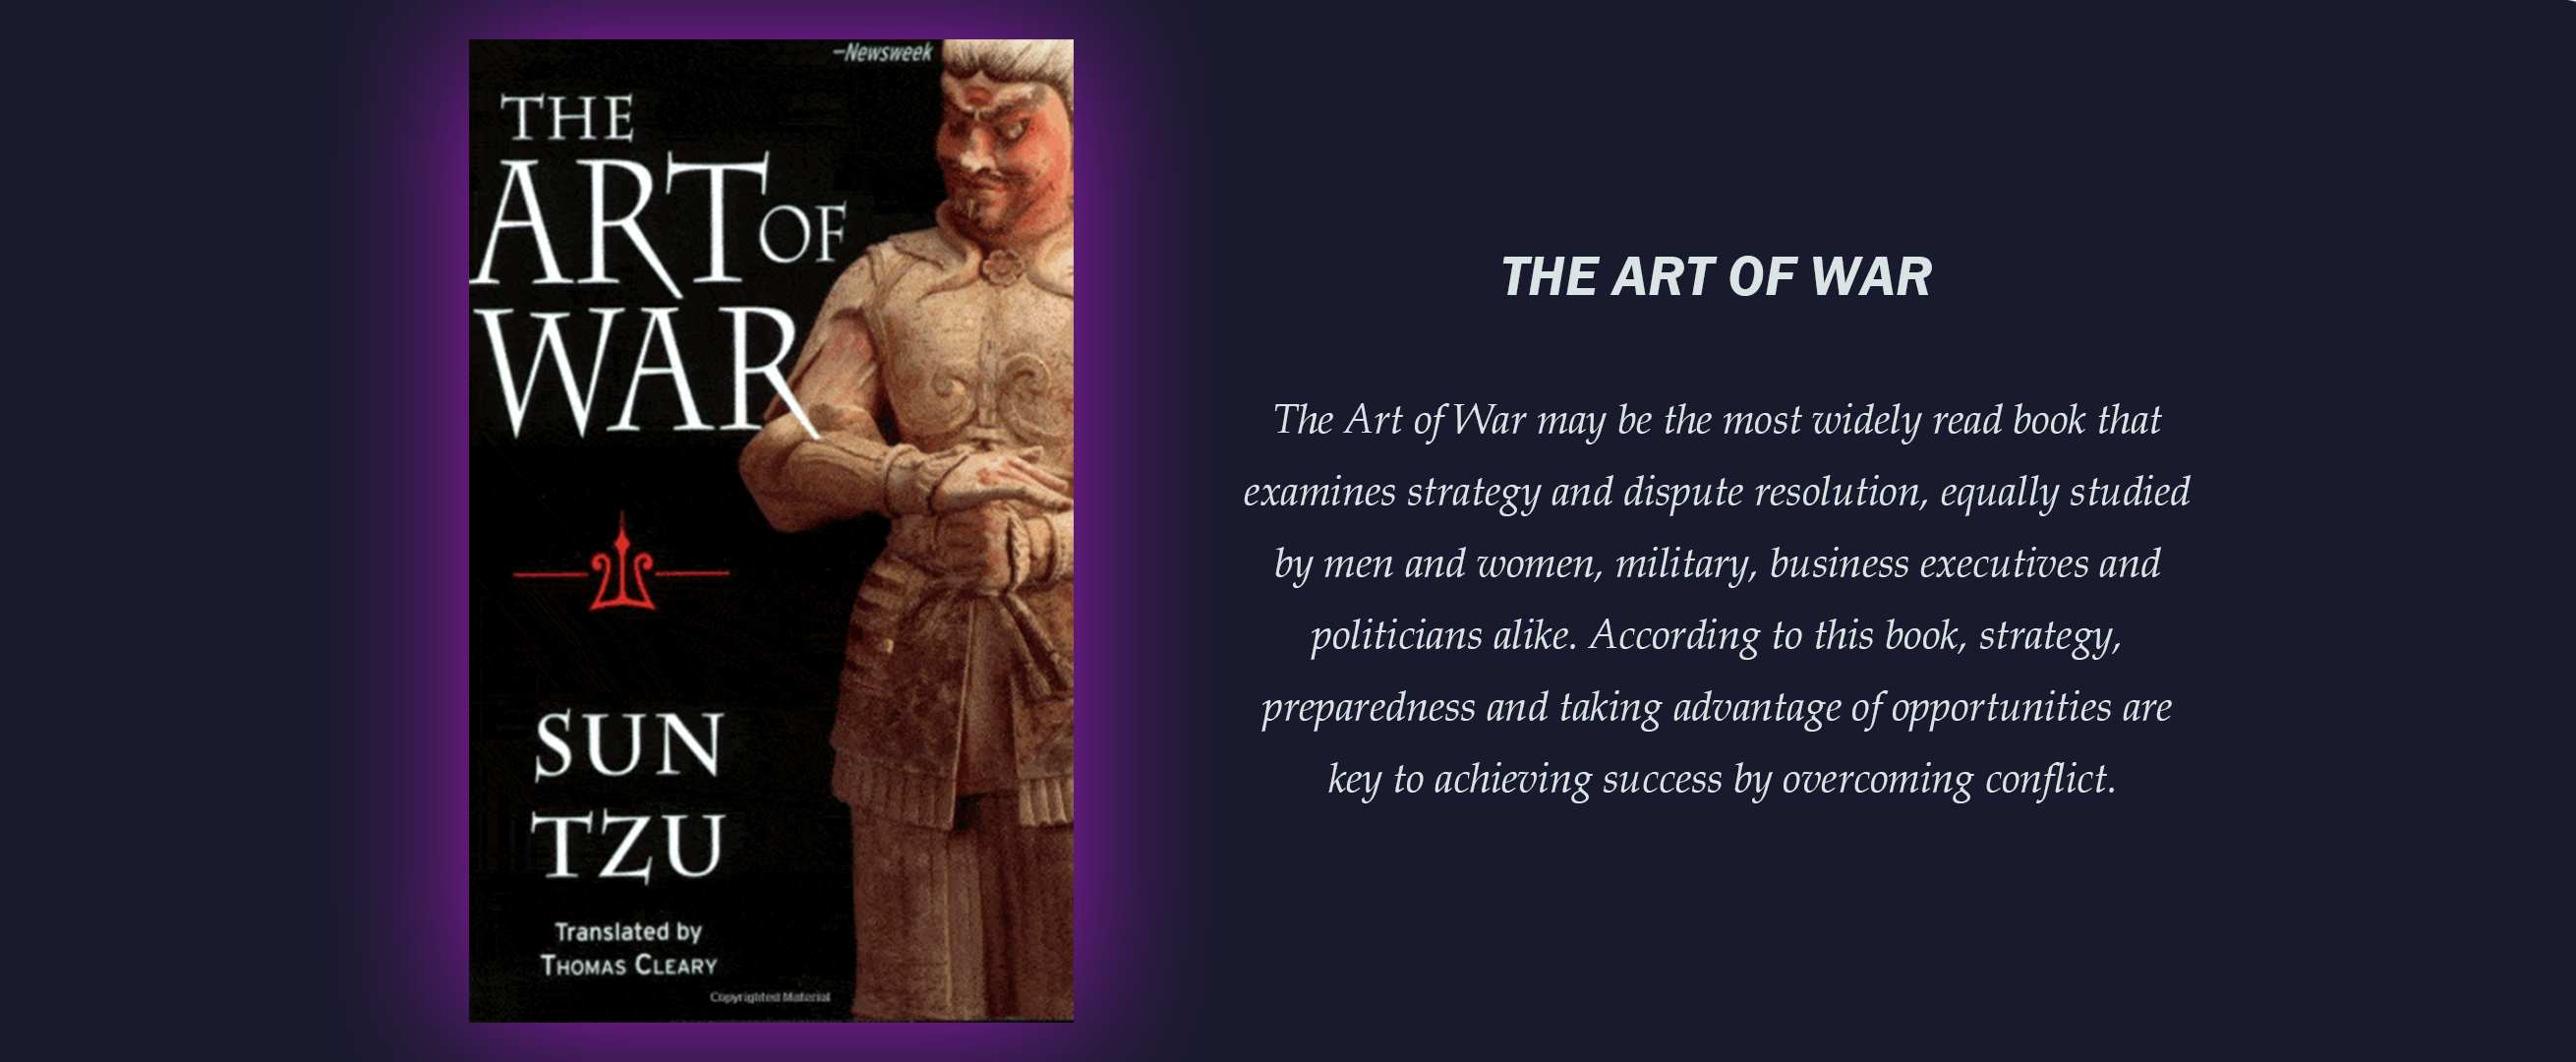 —Newsweek
THE
ART OF
WAR
SUN
TZU
Translated by
THOMAS CLEARY
Copyrighted Material
THE ART OF WAR
The Art of War may be the most widely read book that
examines strategy and dispute resolution, equally studied
by men and women, military, business executives and
politicians alike. According to this book, strategy,
preparedness and taking advantage of opportunities are
key to achieving success by overcoming conflict.